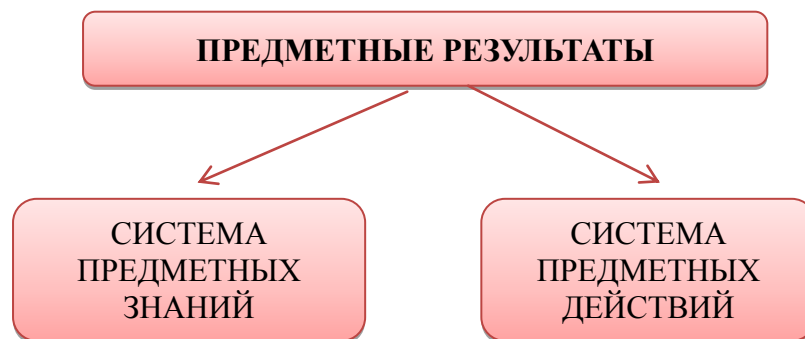 ПРЕДМЕТНЫЕ РЕЗУЛЬТАТЫ
СИСТЕМА
ПРЕДМЕТНЫХ
ЗНАНИЙ
СИСТЕМА
ПРЕДМЕТНЫХ
ДЕЙСТВИЙ